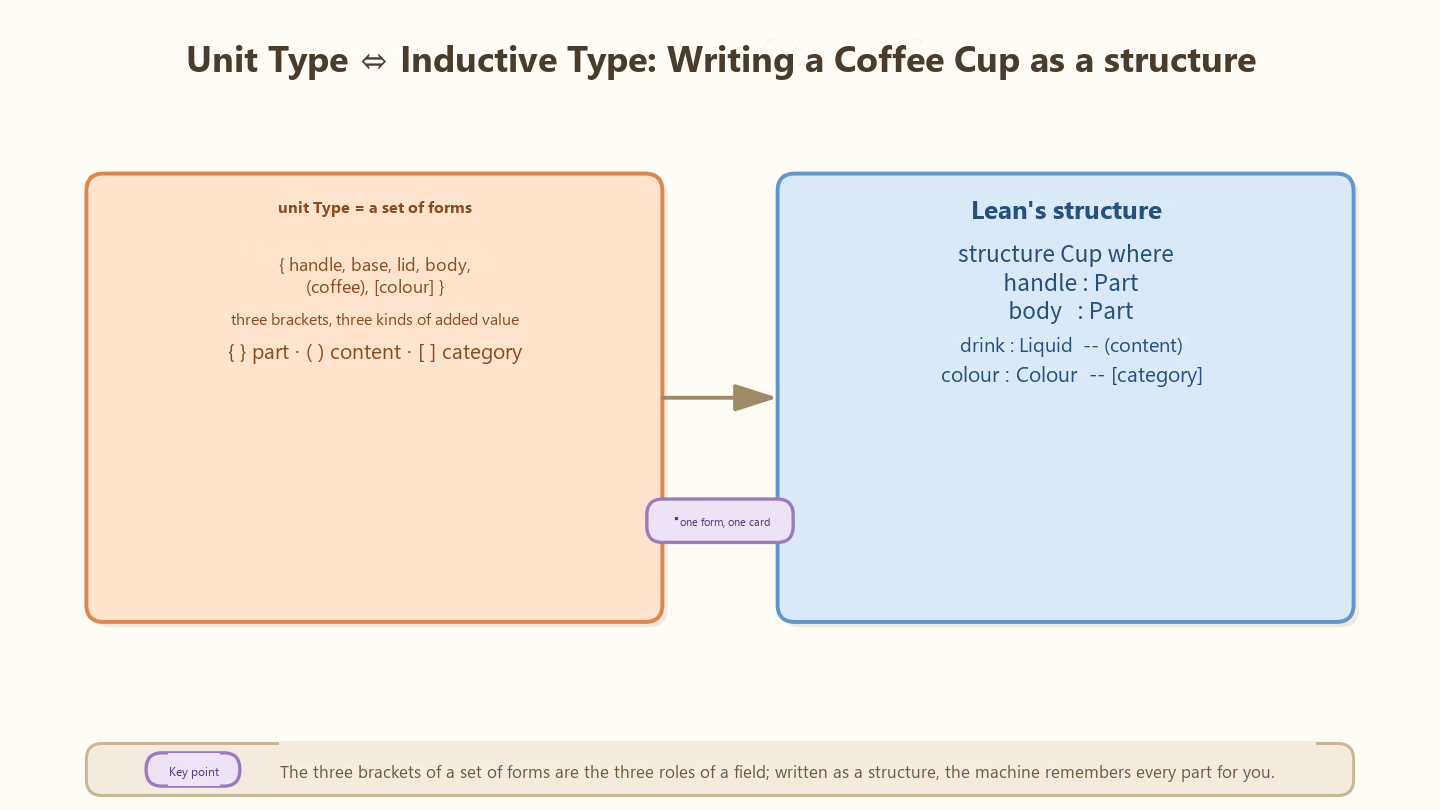 Unit Type ⇔ Inductive Type: Writing a Coffee Cup as a structure
unit Type = a set of forms
{ handle, base, lid, body,
(coffee), [colour] }
three brackets, three kinds of added value
{ } part · ( ) content · [ ] category
Lean's structure
structure Cup where
handle : Part
body : Part
drink : Liquid -- (content)
colour : Colour -- [category]
one form, one card
Key point
The three brackets of a set of forms are the three roles of a field; written as a structure, the machine remembers every part for you.